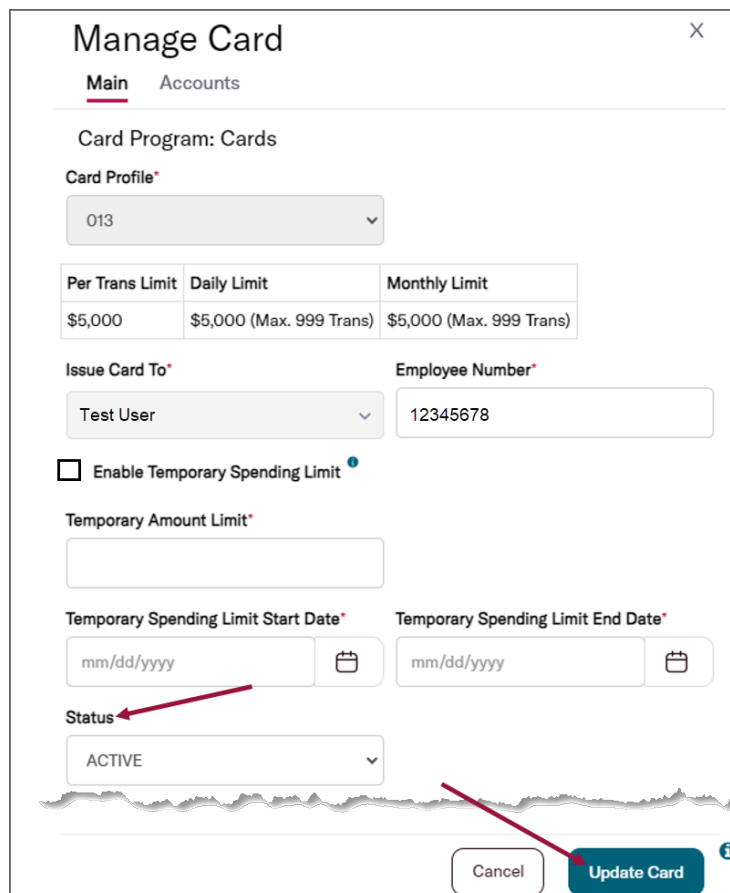 Manage Card
X
Main Accounts
Card Program: Cards
Card Profile*
013
Per Trans Limit Daily Limit Monthly Limit
$5,000 $5,000 (Max. 999 Trans) $5,000 (Max. 999 Trans)
Issue Card To* Employee Number*
Test User 12345678
Enable Temporary Spending Limit i
Temporary Amount Limit*
Temporary Spending Limit Start Date* Temporary Spending Limit End Date*
mm/dd/yyyy mm/dd/yyyy
Status
ACTIVE
Cancel Update Card i